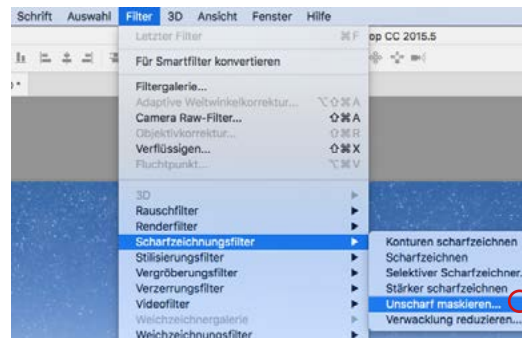 Schrift Auswahl Filter 3D Ansicht Fenster Hilfe
Letzter Filter ⌘F
op CC 2015.5
Für Smartfilter konvertieren
Filtergalerie...
Adaptive Weitwinkelkorrektur... ⌥⇧⌘A
Camera Raw-Filter... ⇧⌘A
Objektivkorrektur... ⇧⌘R
Verflüssigen... ⇧⌘X
Fluchtpunkt... ⌥⌘V
3D
Rauschfilter
Renderfilter
Scharfzeichnungsfilter
Stilisierungsfilter
Vergröberungsfilter
Verzerrungsfilter
Videofilter
Weichzeichnergalerie
Weichzeichnungsfilter
Konturen scharfzeichnen
Scharfzeichnen
Selektiver Scharfzeichner.
Stärker scharfzeichnen
Unscharf maskieren...
Verwacklung reduzieren...